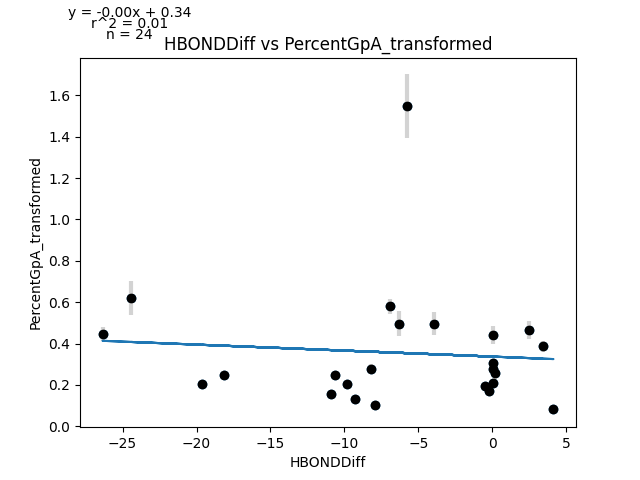 y = -0.00x + 0.34
r^2 = 0.01
n = 24
HBONDDiff vs PercentGpA_transformed
PercentGpA_transformed
1.6
1.4
1.2
1.0
0.8
0.6
0.4
0.2
0.0
−25 −20 −15 −10 −5 0 5
HBONDDiff